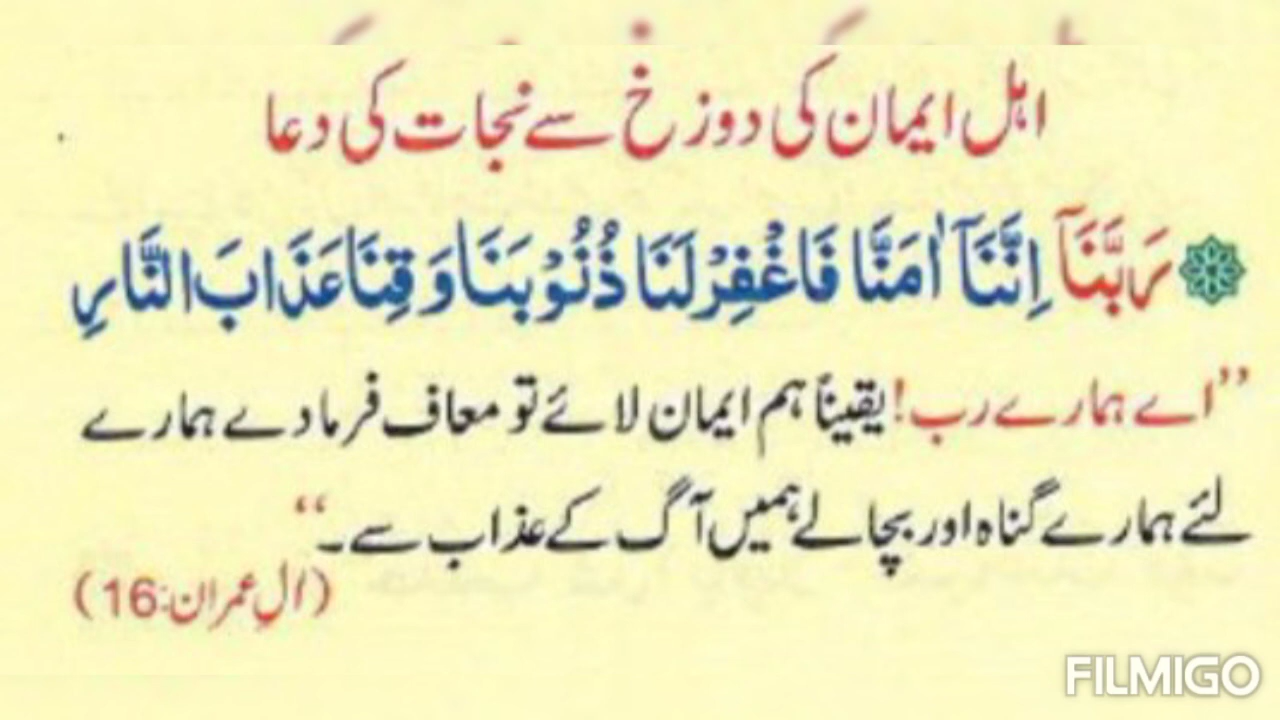 اہل ایمان کی دوزخ سے نجات کی دعا
رَبَّنَآ اِنَّنَآ اٰمَنَّا فَاغْفِرْ لَنَا ذُنُوْبَنَا وَ قِنَا عَذَابَ النَّارِ
’’اے ہمارے رب! یقیناً ہم ایمان لائے تو معاف فرما دے ہمارے
لئے ہمارے گناہ اور بچالے ہمیں آگ کے عذاب سے۔‘‘
(اٰلِ عمران:16)
FILMIGO